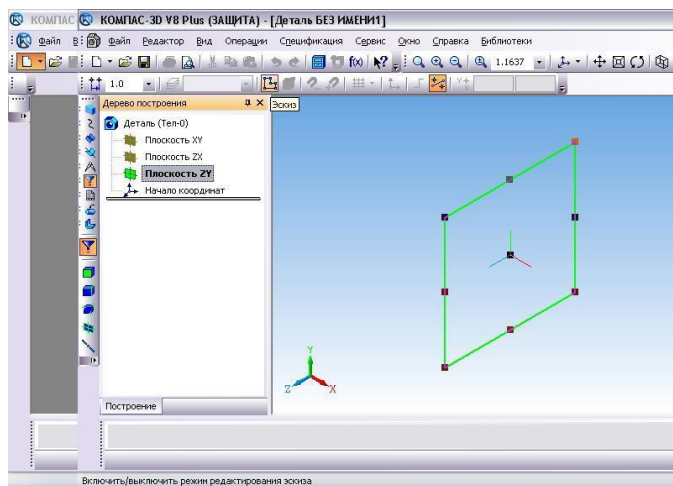 КОМПАС КОМПАС-3D V8 Plus (ЗАЩИТА) - [Деталь БЕЗ ИМЕНИ1]
Файл В Файл Редактор Вид Операции Спецификация Сервис Окно Справка Библиотеки
f(x) 1.1637
1.0
Дерево построения Эскиз
Деталь (Тел-0)
Плоскость XY
Плоскость ZX
Плоскость ZY
Начало координат
Y
Z X
Построение
Включить/выключить режим редактирования эскиза